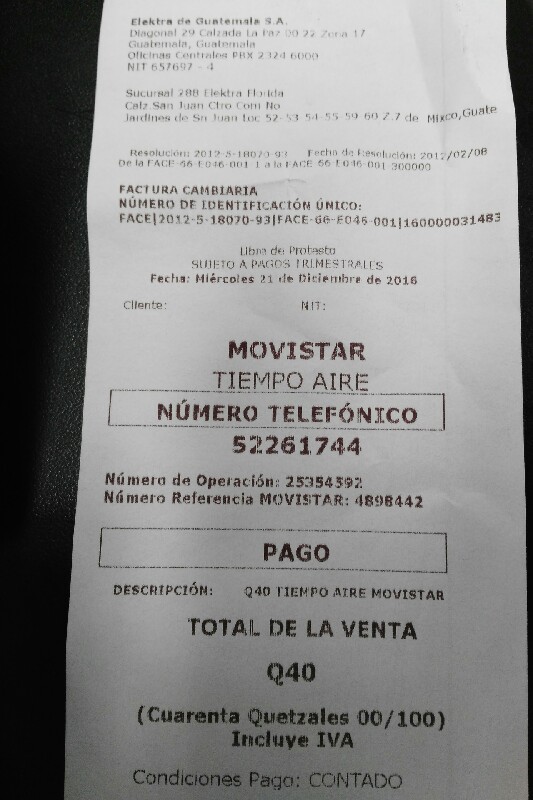 Elektra de Guatemala S.A.
Diagonal 29 Calzada La Paz 00 22 Zona 17
Guatemala, Guatemala
Oficinas Centrales PBX 2324 6000
NIT 657697 - 4
Sucursal 288 Elektra Florida
Calz San Juan Ctro Com No
Jardines de Sn Juan Loc 52-53 54-55-59 60 Z.7 de Mixco,Guate
Resolución: 2012-5-18070-93 Fecha de Resolución: 2012/02/08
De la FACE-66-E046-001 1 a la FACE-66-E046-001 300000
FACTURA CAMBIARIA
NÚMERO DE IDENTIFICACIÓN ÚNICO:
FACE|2012-5-18070-93|FACE-66-E046-001|160000031483
Libre de Protesto
SUJETO A PAGOS TRIMESTRALES
Fecha: Miércoles 21 de Diciembre de 2016
Cliente: NIT:
MOVISTAR
TIEMPO AIRE
NÚMERO TELEFÓNICO
52261744
Número de Operación: 25354592
Número Referencia MOVISTAR: 4898442
PAGO
DESCRIPCIÓN: Q40 TIEMPO AIRE MOVISTAR
TOTAL DE LA VENTA
Q40
(Cuarenta Quetzales 00/100)
Incluye IVA
Condiciones Pago: CONTADO